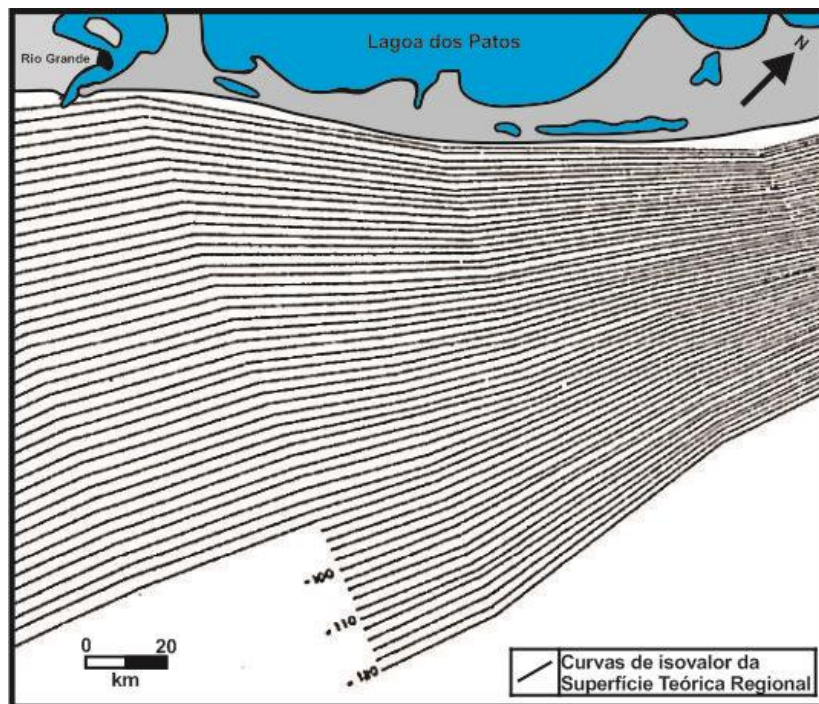 Lagoa dos Patos
Rio Grande
N
-100
-110
-120
0 20
km
Curvas de isovalor da
Superfície Teórica Regional